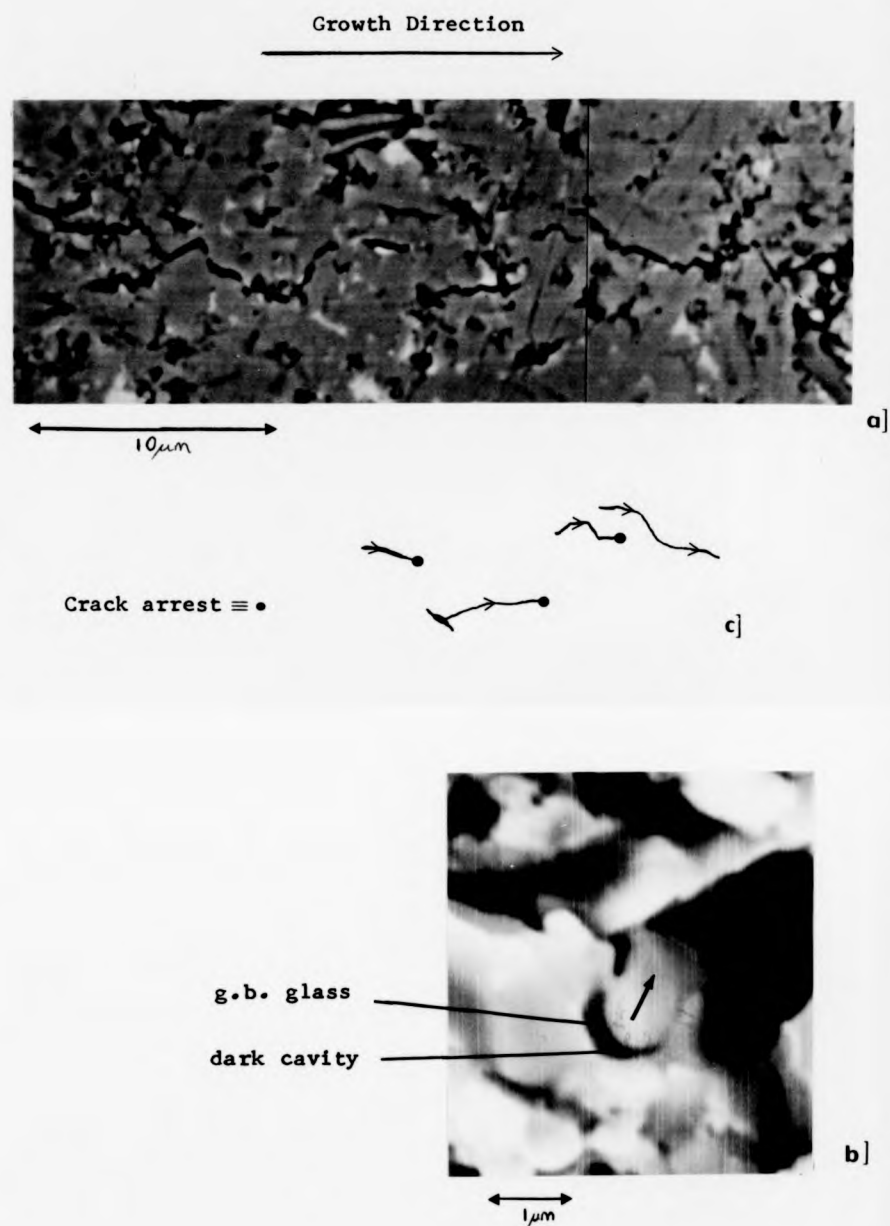 Growth Direction
a]
10µm
Crack arrest ≡ •
c]
g.b. glass
dark cavity
b]
1µm